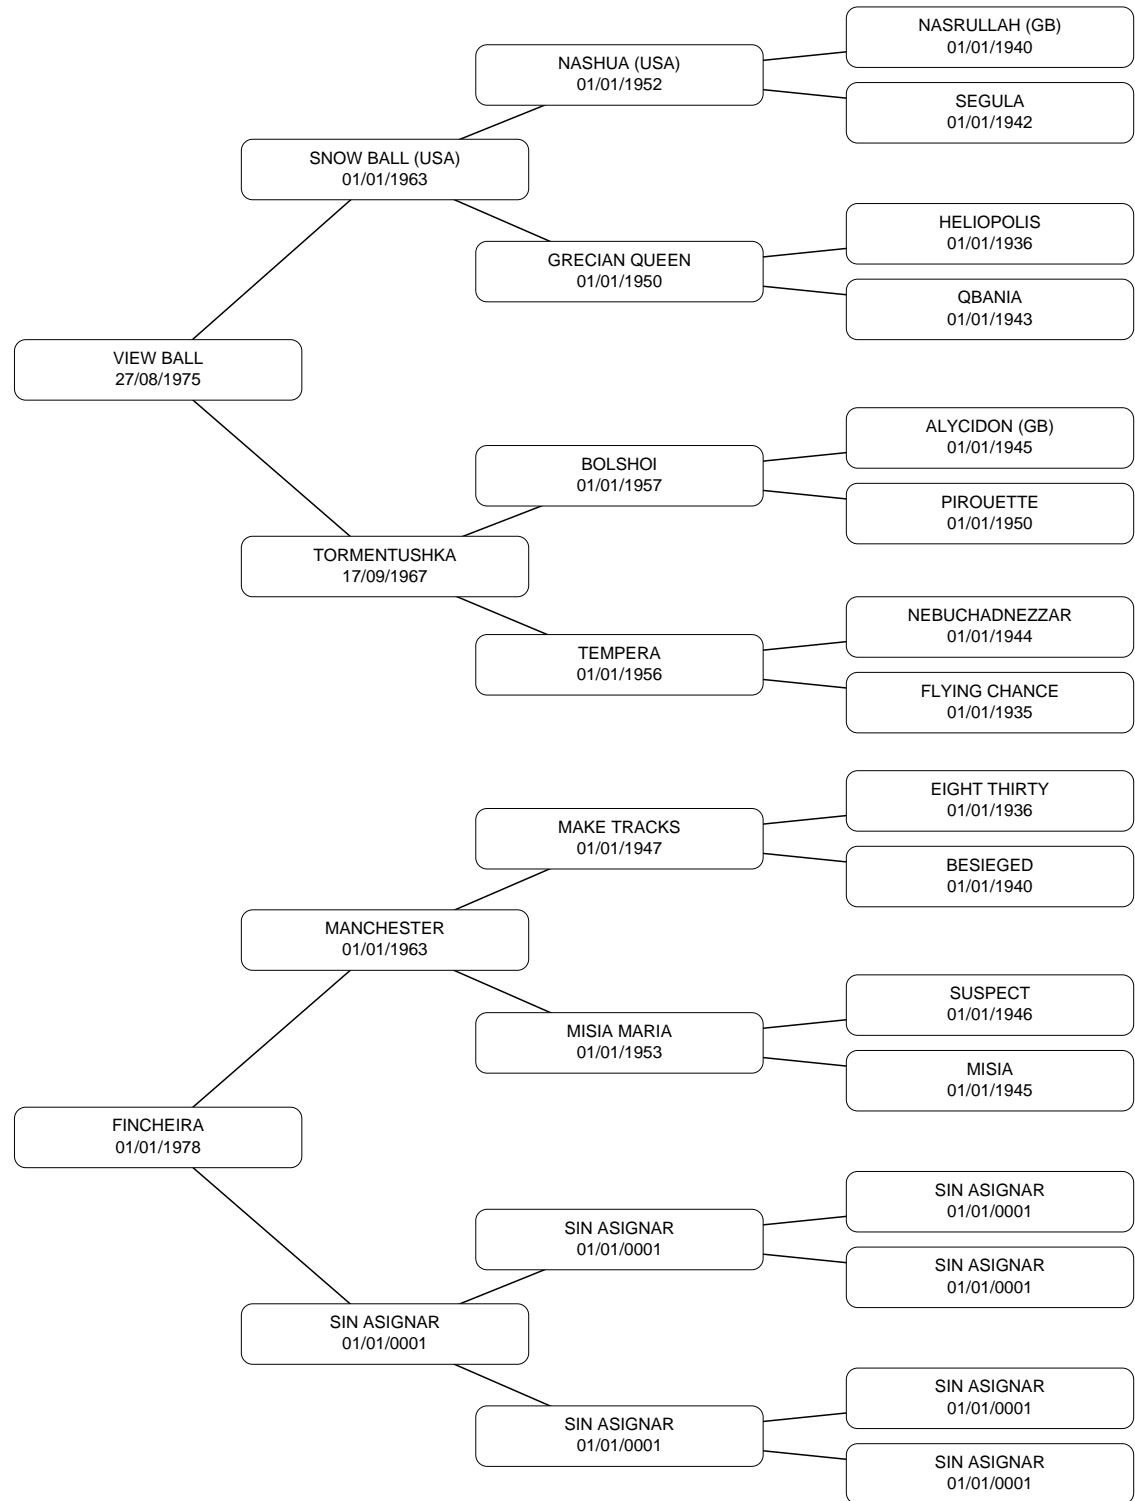 NASRULLAH (GB)
01/01/1940
NASHUA (USA)
01/01/1952
SEGULA
01/01/1942
SNOW BALL (USA)
01/01/1963
HELIOPOLIS
01/01/1936
GRECIAN QUEEN
01/01/1950
QBANIA
01/01/1943
VIEW BALL
27/08/1975
ALYCIDON (GB)
01/01/1945
BOLSHOI
01/01/1957
PIROUETTE
01/01/1950
TORMENTUSHKA
17/09/1967
NEBUCHADNEZZAR
01/01/1944
TEMPERA
01/01/1956
FLYING CHANCE
01/01/1935
EIGHT THIRTY
01/01/1936
MAKE TRACKS
01/01/1947
BESIEGED
01/01/1940
MANCHESTER
01/01/1963
SUSPECT
01/01/1946
MISIA MARIA
01/01/1953
MISIA
01/01/1945
FINCHEIRA
01/01/1978
SIN ASIGNAR
01/01/0001
SIN ASIGNAR
01/01/0001
SIN ASIGNAR
01/01/0001
SIN ASIGNAR
01/01/0001
SIN ASIGNAR
01/01/0001
SIN ASIGNAR
01/01/0001
SIN ASIGNAR
01/01/0001